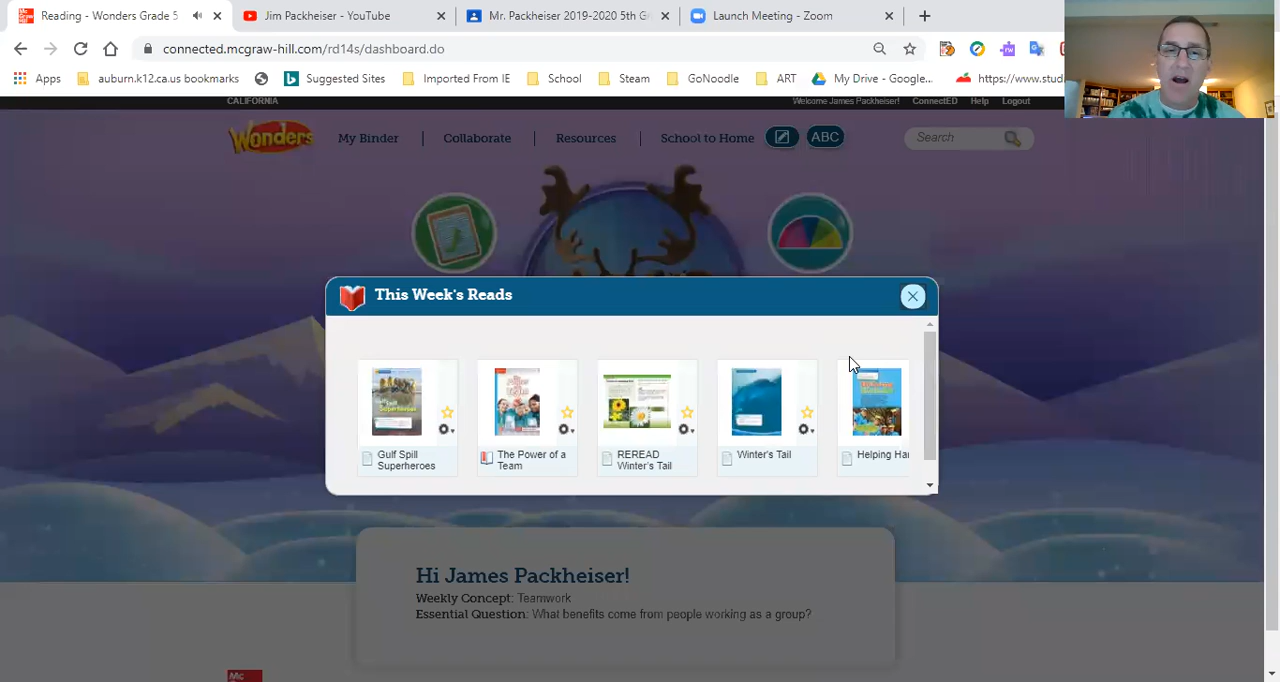 Reading - Wonders Grade 5
Jim Packheiser - YouTube
Mr. Packheiser 2019-2020 5th Gr
Launch Meeting - Zoom
connected.mcgraw-hill.com/rd14s/dashboard.do
Apps
auburn.k12.ca.us bookmarks
Suggested Sites
Imported From IE
School
Steam
GoNoodle
ART
My Drive - Google...
https://www.stud
CALIFORNIA
Welcome James Packheiser!
ConnectED
Help
Logout
Wonders
My Binder
Collaborate
Resources
School to Home
ABC
Search
This Week's Reads
Gulf Spill
Superheroes
The Power of a
Team
REREAD
Winter's Tail
Winter's Tail
Helping Han
Hi James Packheiser!
Weekly Concept: Teamwork
Essential Question: What benefits come from people working as a group?
Mc